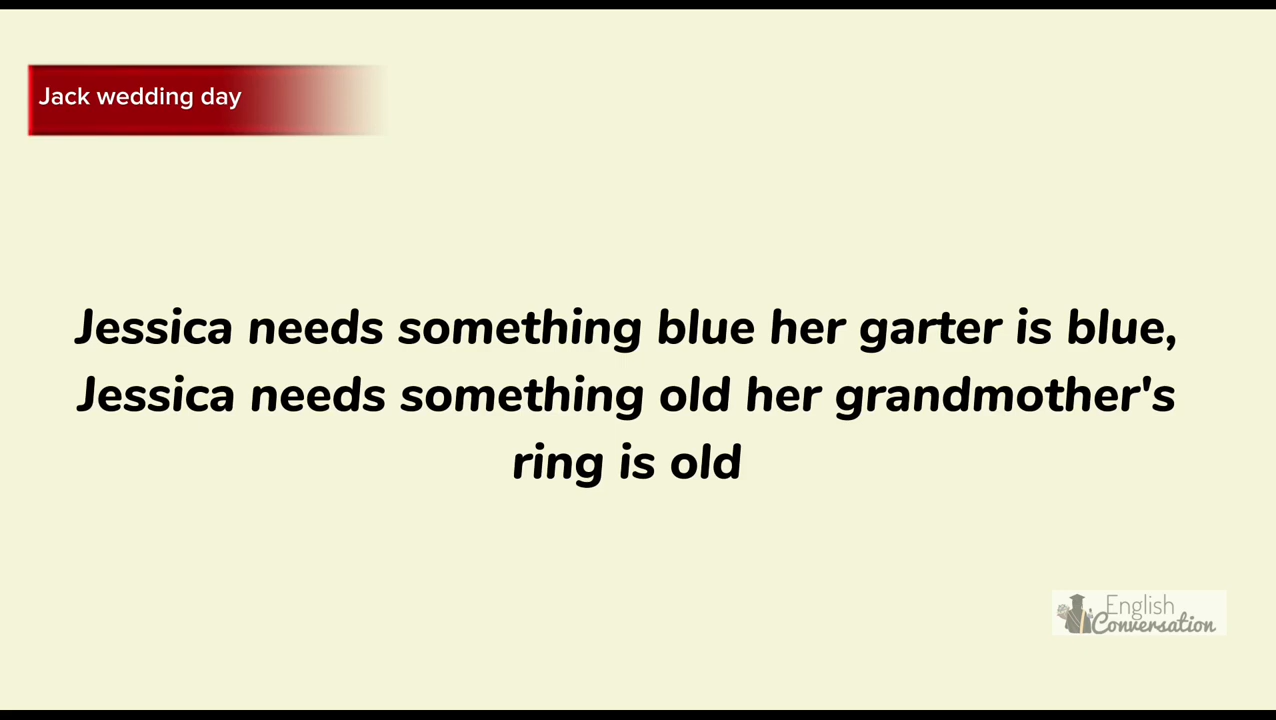 Jack wedding day
Jessica needs something blue her garter is blue,
Jessica needs something old her grandmother's
ring is old
English
Conversation